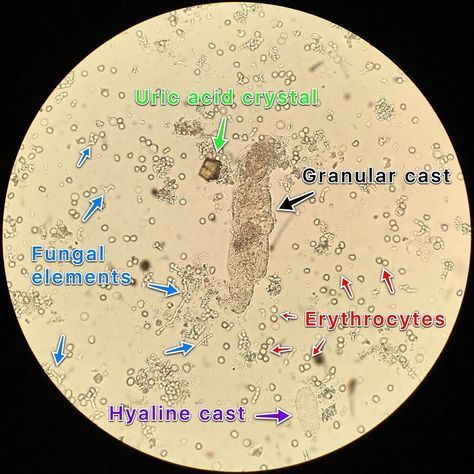 Uric acid crystal
Granular cast
Fungal
elements
Erythrocytes
Hyaline cast